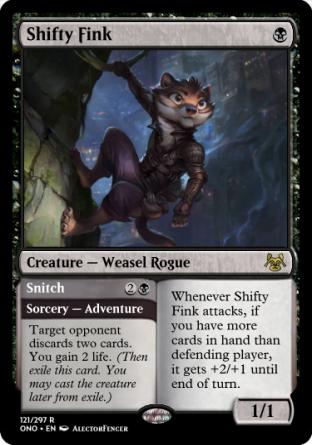 Shifty Fink
Creature — Weasel Rogue
Snitch 2
Sorcery — Adventure
Target opponent
discards two cards.
You gain 2 life. (Then
exile this card. You
may cast the creature
later from exile.)
Whenever Shifty
Fink attacks, if
you have more
cards in hand than
defending player,
it gets +2/+1 until
end of turn.
1/1
121/297 R
ONO • EN AlectorFencer